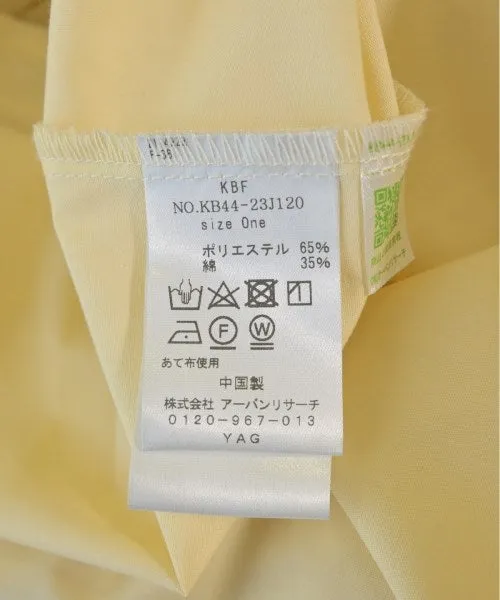 KBF
NO.KB44-23J120
size One
ポリエステル 65%
綿 35%
F
W
あて布使用
中国製
株式会社 アーバンリサーチ
0120-967-013
YAG